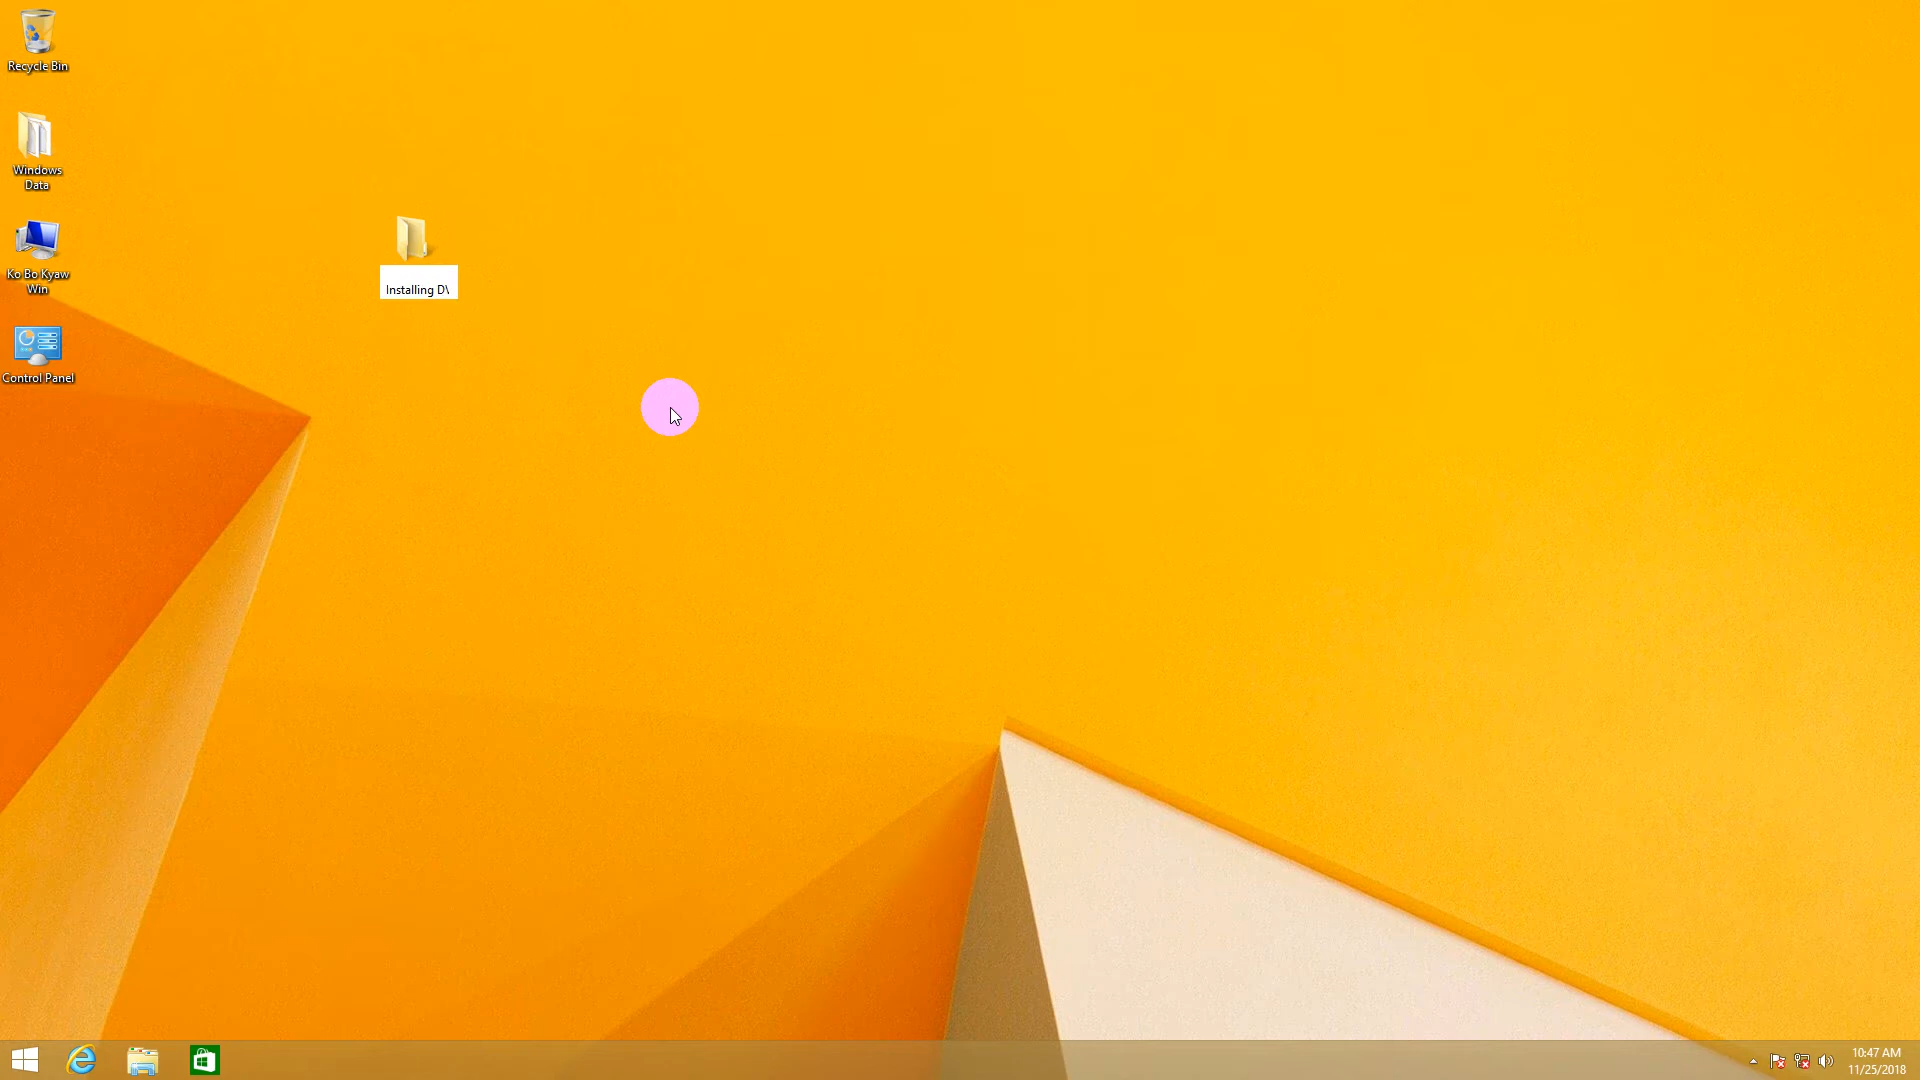 Recycle Bin
Windows
Data
Ko Bo Kyaw
Win
Control Panel
Installing D\
10:47 AM
11/25/2018